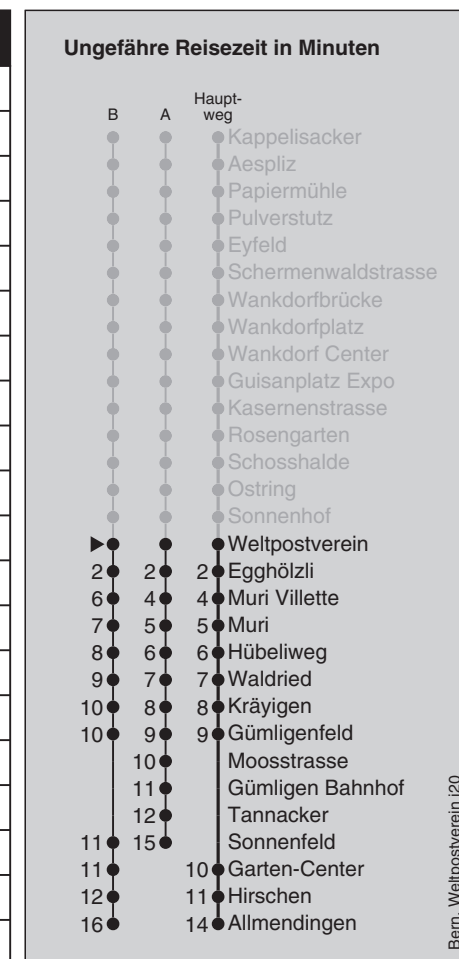 Ungefähre Reisezeit in Minuten
Haupt-
B A weg
Kappelisacker
Aespliz
Papiermühle
Pulverstutz
Eyfeld
Schermenwaldstrasse
Wankdorfbrücke
Wankdorfplatz
Wankdorf Center
Guisanplatz Expo
Kasernenstrasse
Rosengarten
Schosshalde
Ostring
Sonnenhof
Weltpostverein
2 2 2 Egghölzli
6 4 4 Muri Villette
7 5 5 Muri
8 6 6 Hübeliweg
9 7 7 Waldried
10 8 8 Kräyigen
10 9 9 Gümligenfeld
10 Moosstrasse
11 Gümligen Bahnhof
12 Tannacker
11 15 Sonnenfeld
11 10 Garten-Center
12 11 Hirschen
16 14 Allmendingen
Bern, Weltpostverein j20